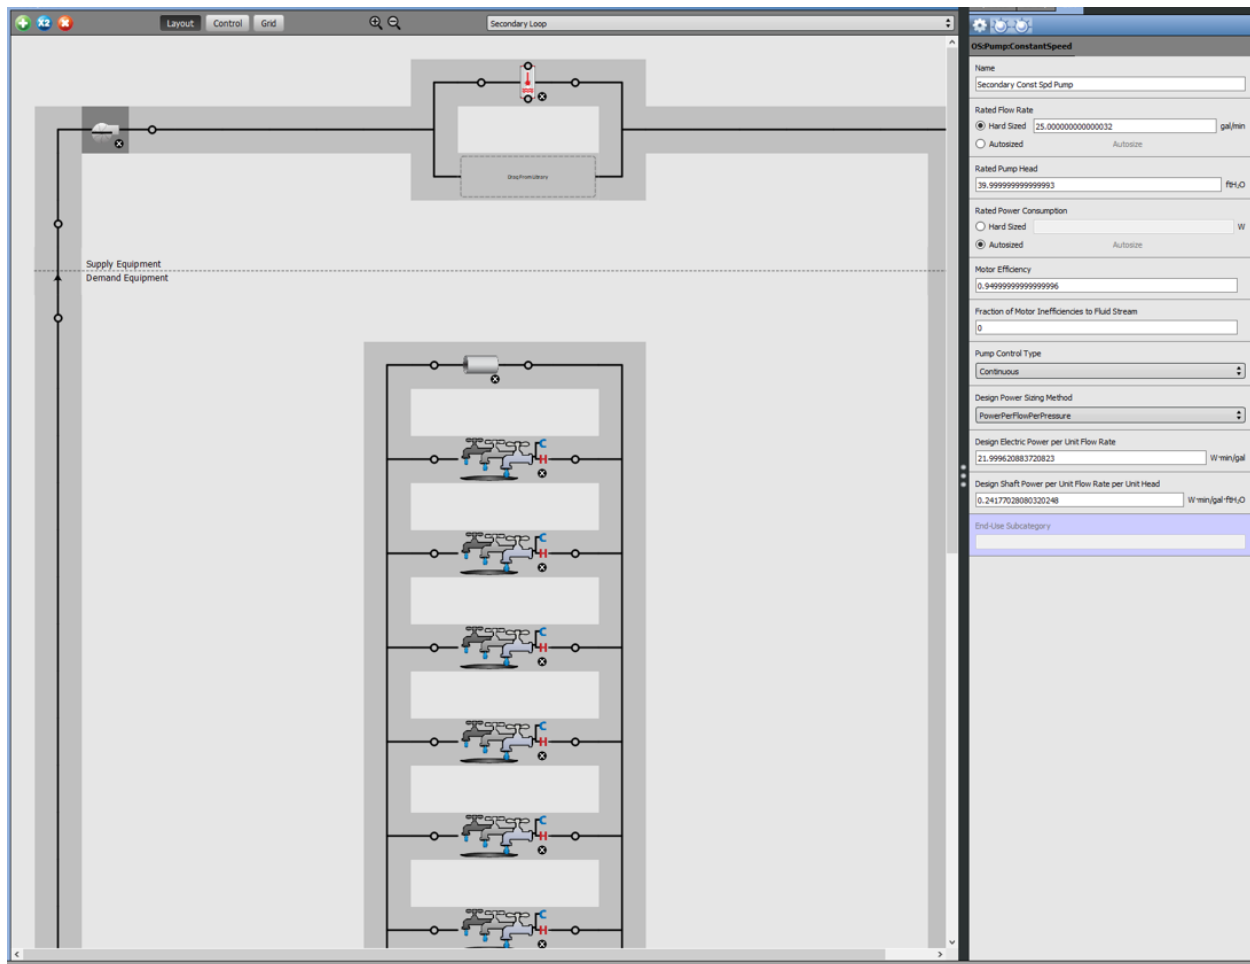 X2
Layout
Control
Grid
Secondary Loop
OS:Pump:ConstantSpeed
Name
Secondary Const Spd Pump
Rated Flow Rate
Hard Sized 25.000000000000032 gal/min
Autosized Autosize
Rated Pump Head
39.999999999999993 ftH₂O
Rated Power Consumption
Hard Sized W
Autosized Autosize
Motor Efficiency
0.94999999999999996
Fraction of Motor Inefficiencies to Fluid Stream
0
Pump Control Type
Continuous
Design Power Sizing Method
PowerPerFlowPerPressure
Design Electric Power per Unit Flow Rate
21.999620883720823 W·min/gal
Design Shaft Power per Unit Flow Rate per Unit Head
0.24177028080320248 W·min/gal·ftH₂O
End-Use Subcategory
Drag From Library
Supply Equipment
Demand Equipment
C
H
C
H
C
H
C
H
C
H
C
H